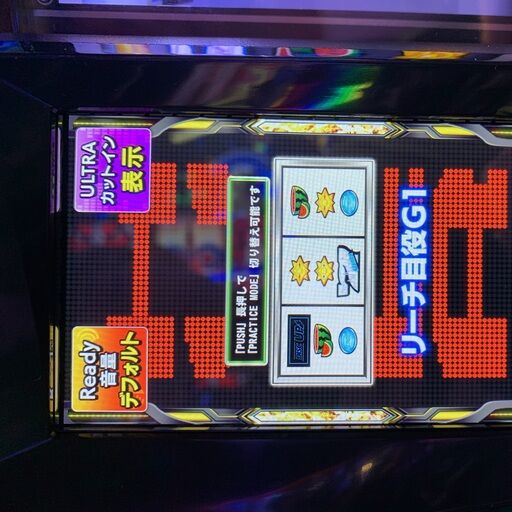 Ready
音量
デフォルト
ULTRA
カットイン
表示
「PUSH」長押しで
「PRACTICE MODE」切り替え可能です
DISC UP
リーチ目役G1